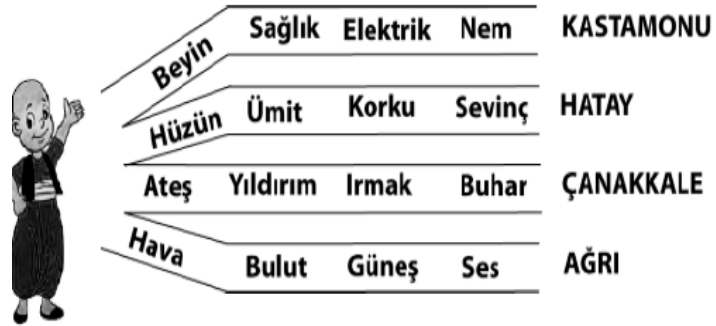 Beyin Sağlık Elektrik Nem KASTAMONU
Hüzün Ümit Korku Sevinç HATAY
Ateş Yıldırım Irmak Buhar ÇANAKKALE
Hava Bulut Güneş Ses AĞRI